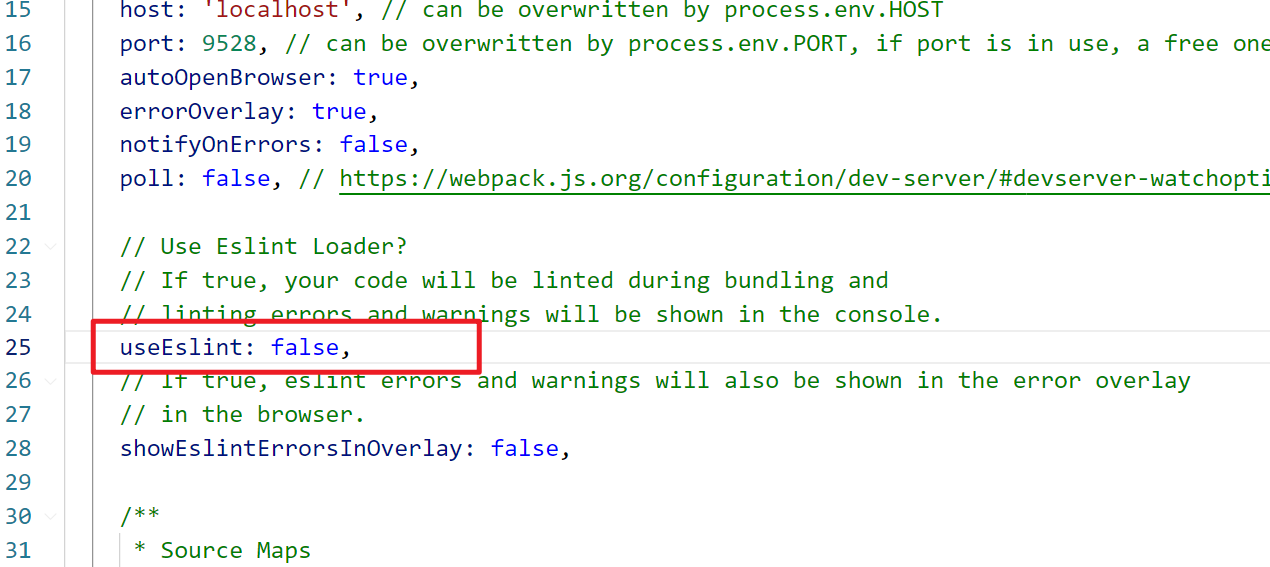 15 host: 'localhost', // can be overwritten by process.env.HOST
16 port: 9528, // can be overwritten by process.env.PORT, if port is in use, a free one
17 autoOpenBrowser: true,
18 errorOverlay: true,
19 notifyOnErrors: false,
20 poll: false, // https://webpack.js.org/configuration/dev-server/#devserver-watchopti
21
22 // Use Eslint Loader?
23 // If true, your code will be linted during bundling and
24 // linting errors and warnings will be shown in the console.
25 useEslint: false,
26 // If true, eslint errors and warnings will also be shown in the error overlay
27 // in the browser.
28 showEslintErrorsInOverlay: false,
29
30 /**
31 * Source Maps